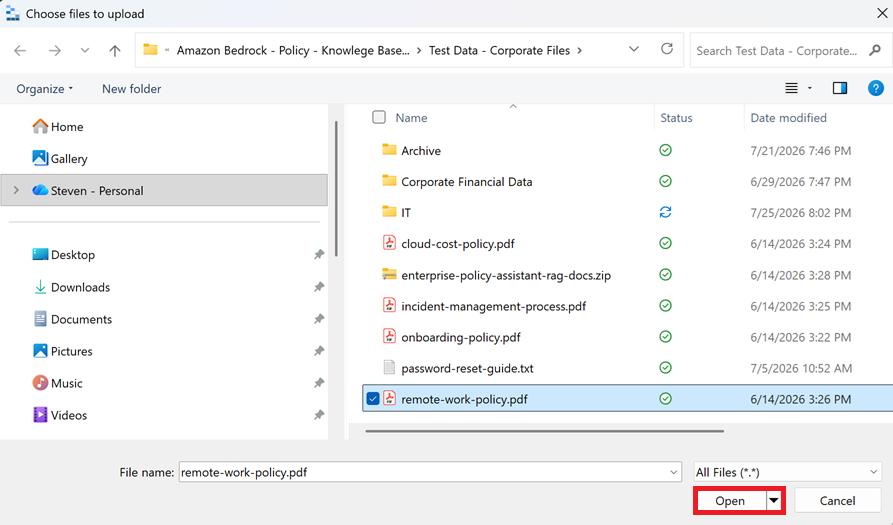 Choose files to upload
Amazon Bedrock - Policy - Knowlege Base... Test Data - Corporate Files
Search Test Data - Corporate...
Organize New folder
Name Status Date modified
Home
Gallery
Steven - Personal
Desktop
Downloads
Documents
Pictures
Music
Videos
Archive 7/21/2026 7:46 PM
Corporate Financial Data 6/29/2026 7:47 PM
IT 7/25/2026 8:02 PM
cloud-cost-policy.pdf 6/14/2026 3:24 PM
enterprise-policy-assistant-rag-docs.zip 6/14/2026 3:28 PM
incident-management-process.pdf 6/14/2026 3:25 PM
onboarding-policy.pdf 6/14/2026 3:22 PM
password-reset-guide.txt 7/5/2026 10:52 AM
remote-work-policy.pdf 6/14/2026 3:26 PM
File name: remote-work-policy.pdf All Files (*.*)
Open Cancel